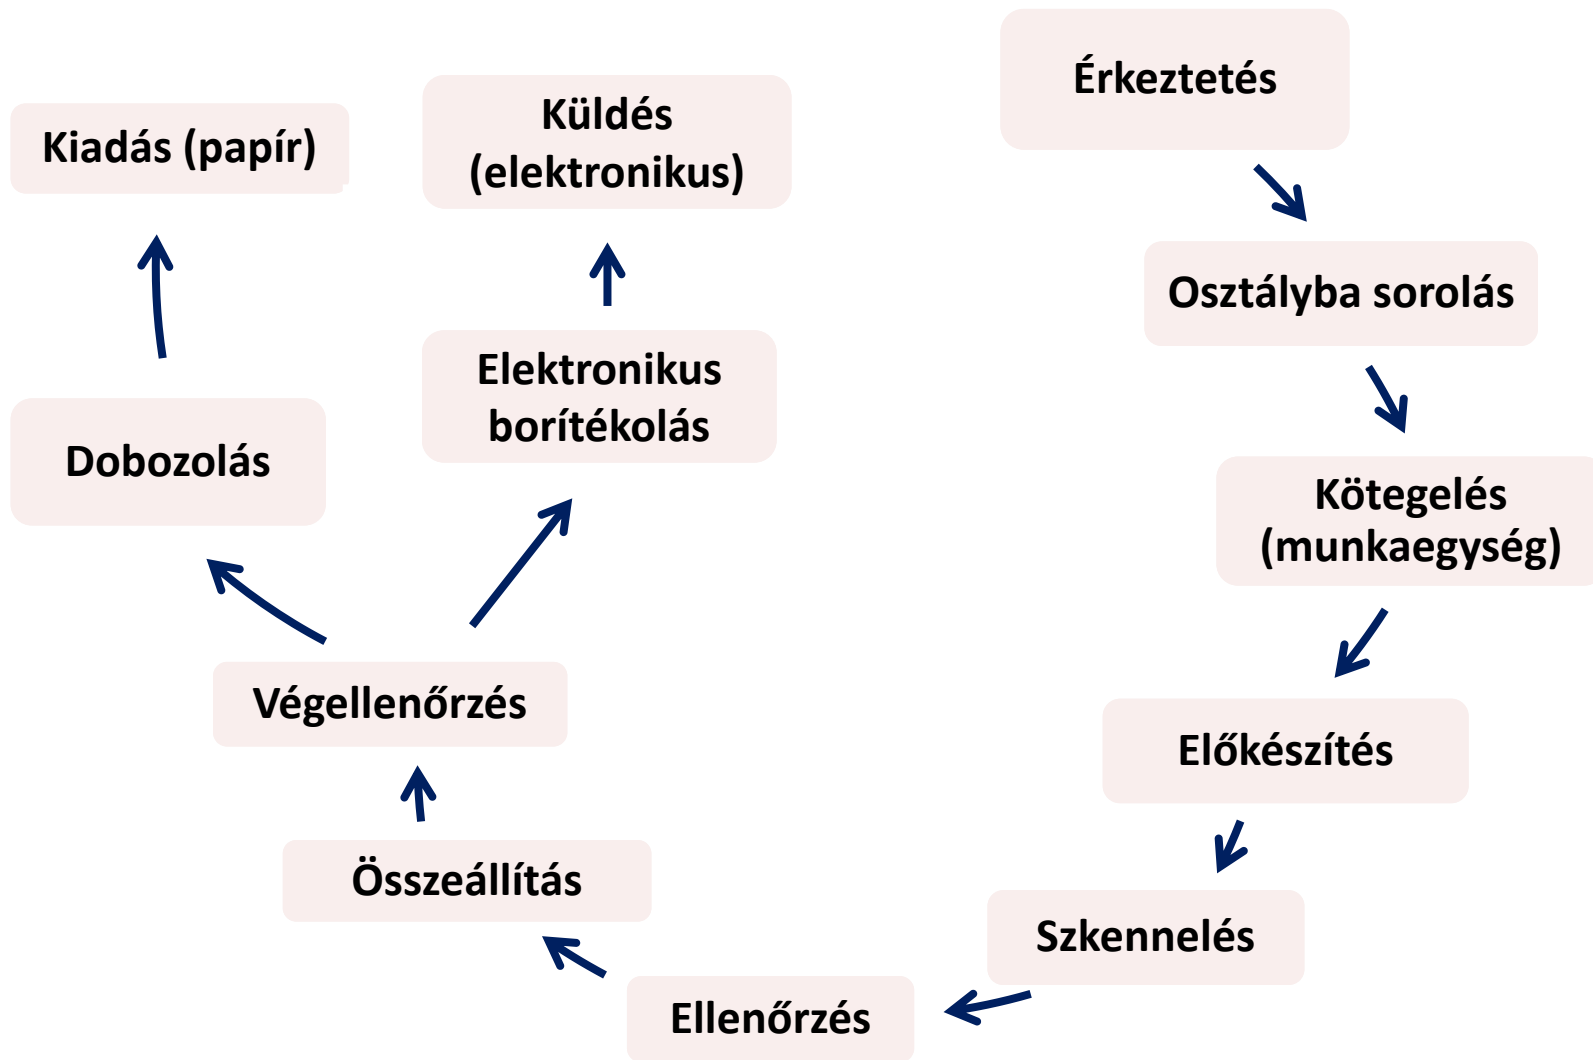 Érkeztetés
Osztályba sorolás
Kötegelés
(munkaegység)
Előkészítés
Szkennelés
Ellenőrzés
Összeállítás
Végellenőrzés
Dobozolás
Kiadás (papír)
Elektronikus
borítékolás
Küldés
(elektronikus)